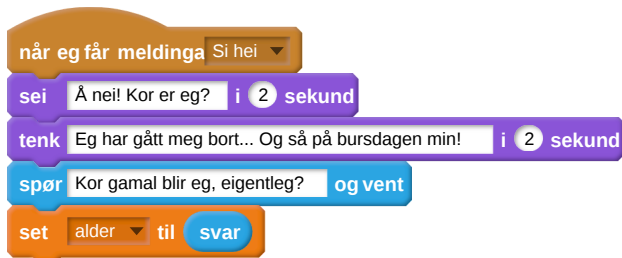 når eg får meldinga Si hei
sei Å nei! Kor er eg? i 2 sekund
tenk Eg har gått meg bort... Og så på bursdagen min! i 2 sekund
spør Kor gamal blir eg, eigentleg? og vent
set alder til svar